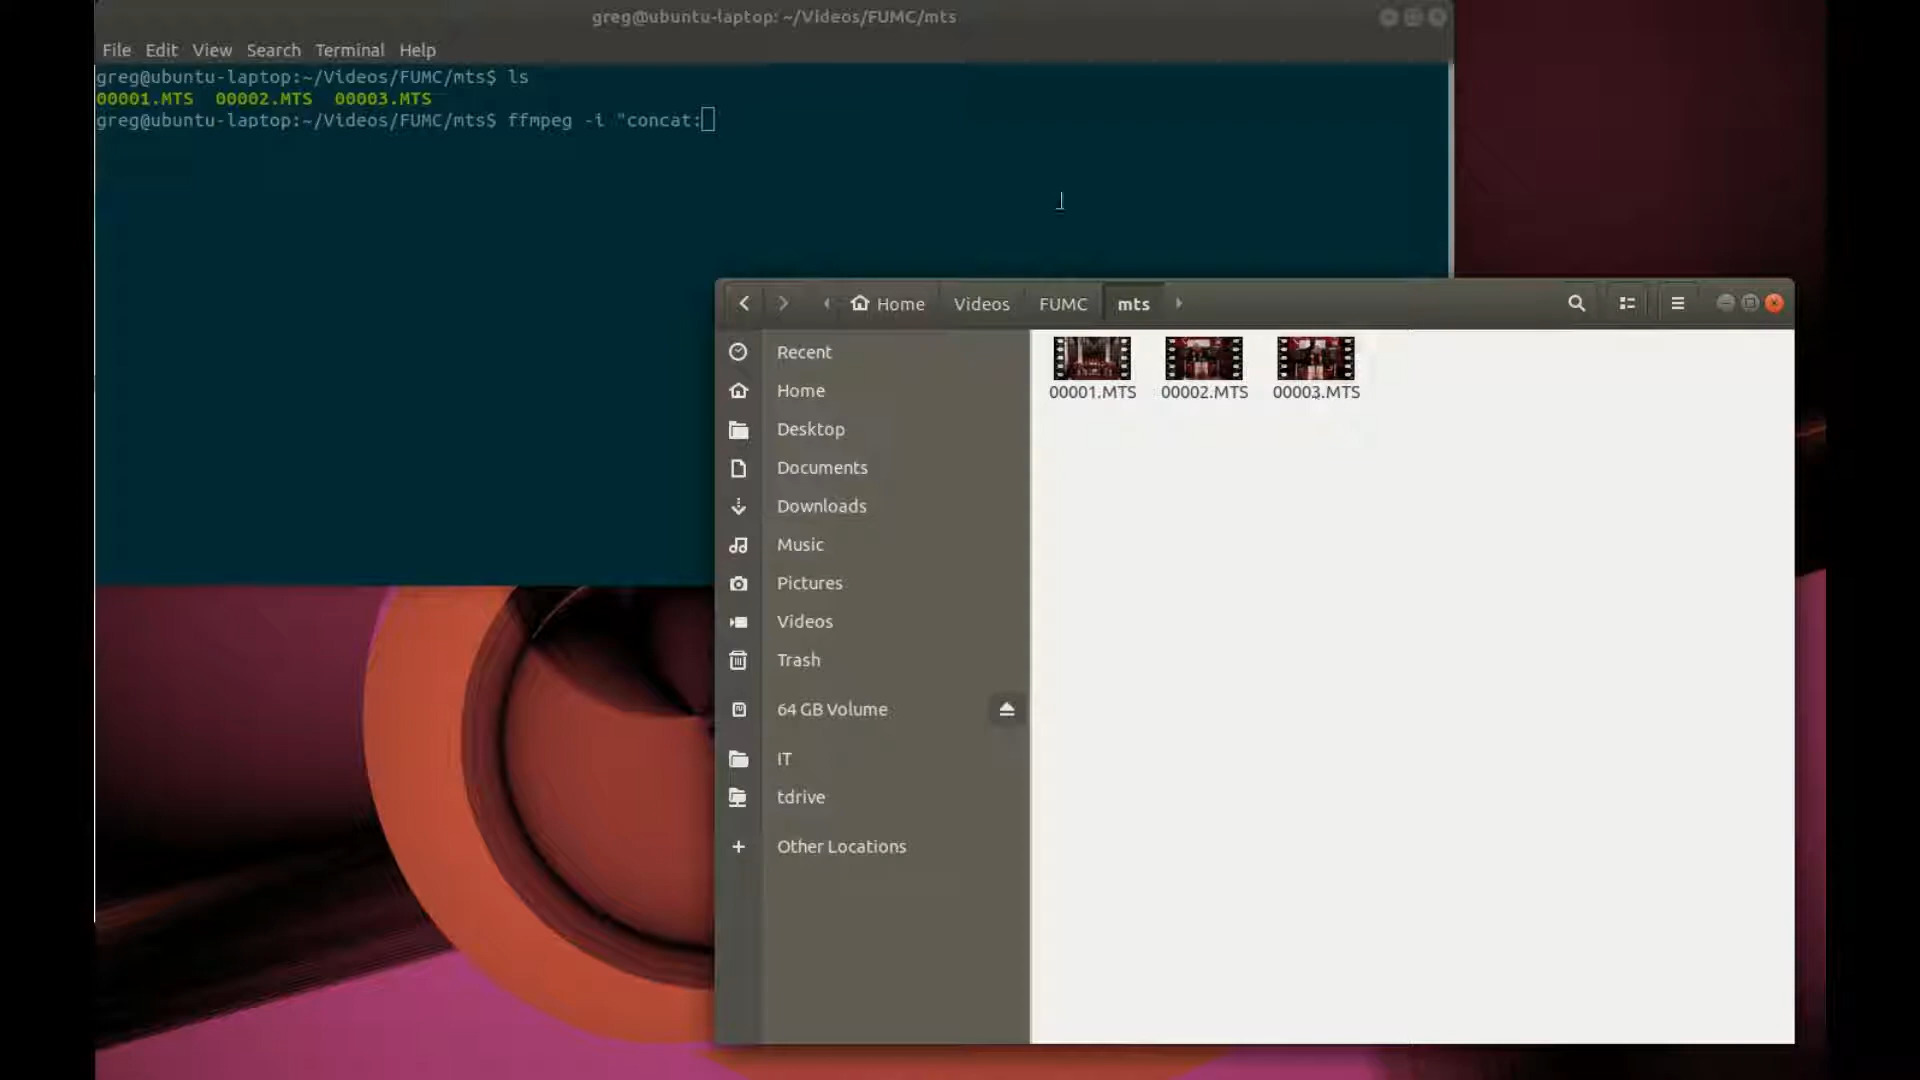 greg@ubuntu-laptop: ~/Videos/FUMC/mts
File Edit View Search Terminal Help
greg@ubuntu-laptop:~/Videos/FUMC/mts$ ls
00001.MTS 00002.MTS 00003.MTS
greg@ubuntu-laptop:~/Videos/FUMC/mts$ ffmpeg -i "concat:
Home Videos FUMC mts
Recent
Home
Desktop
Documents
Downloads
Music
Pictures
Videos
Trash
64 GB Volume
IT
tdrive
Other Locations
00001.MTS 00002.MTS 00003.MTS